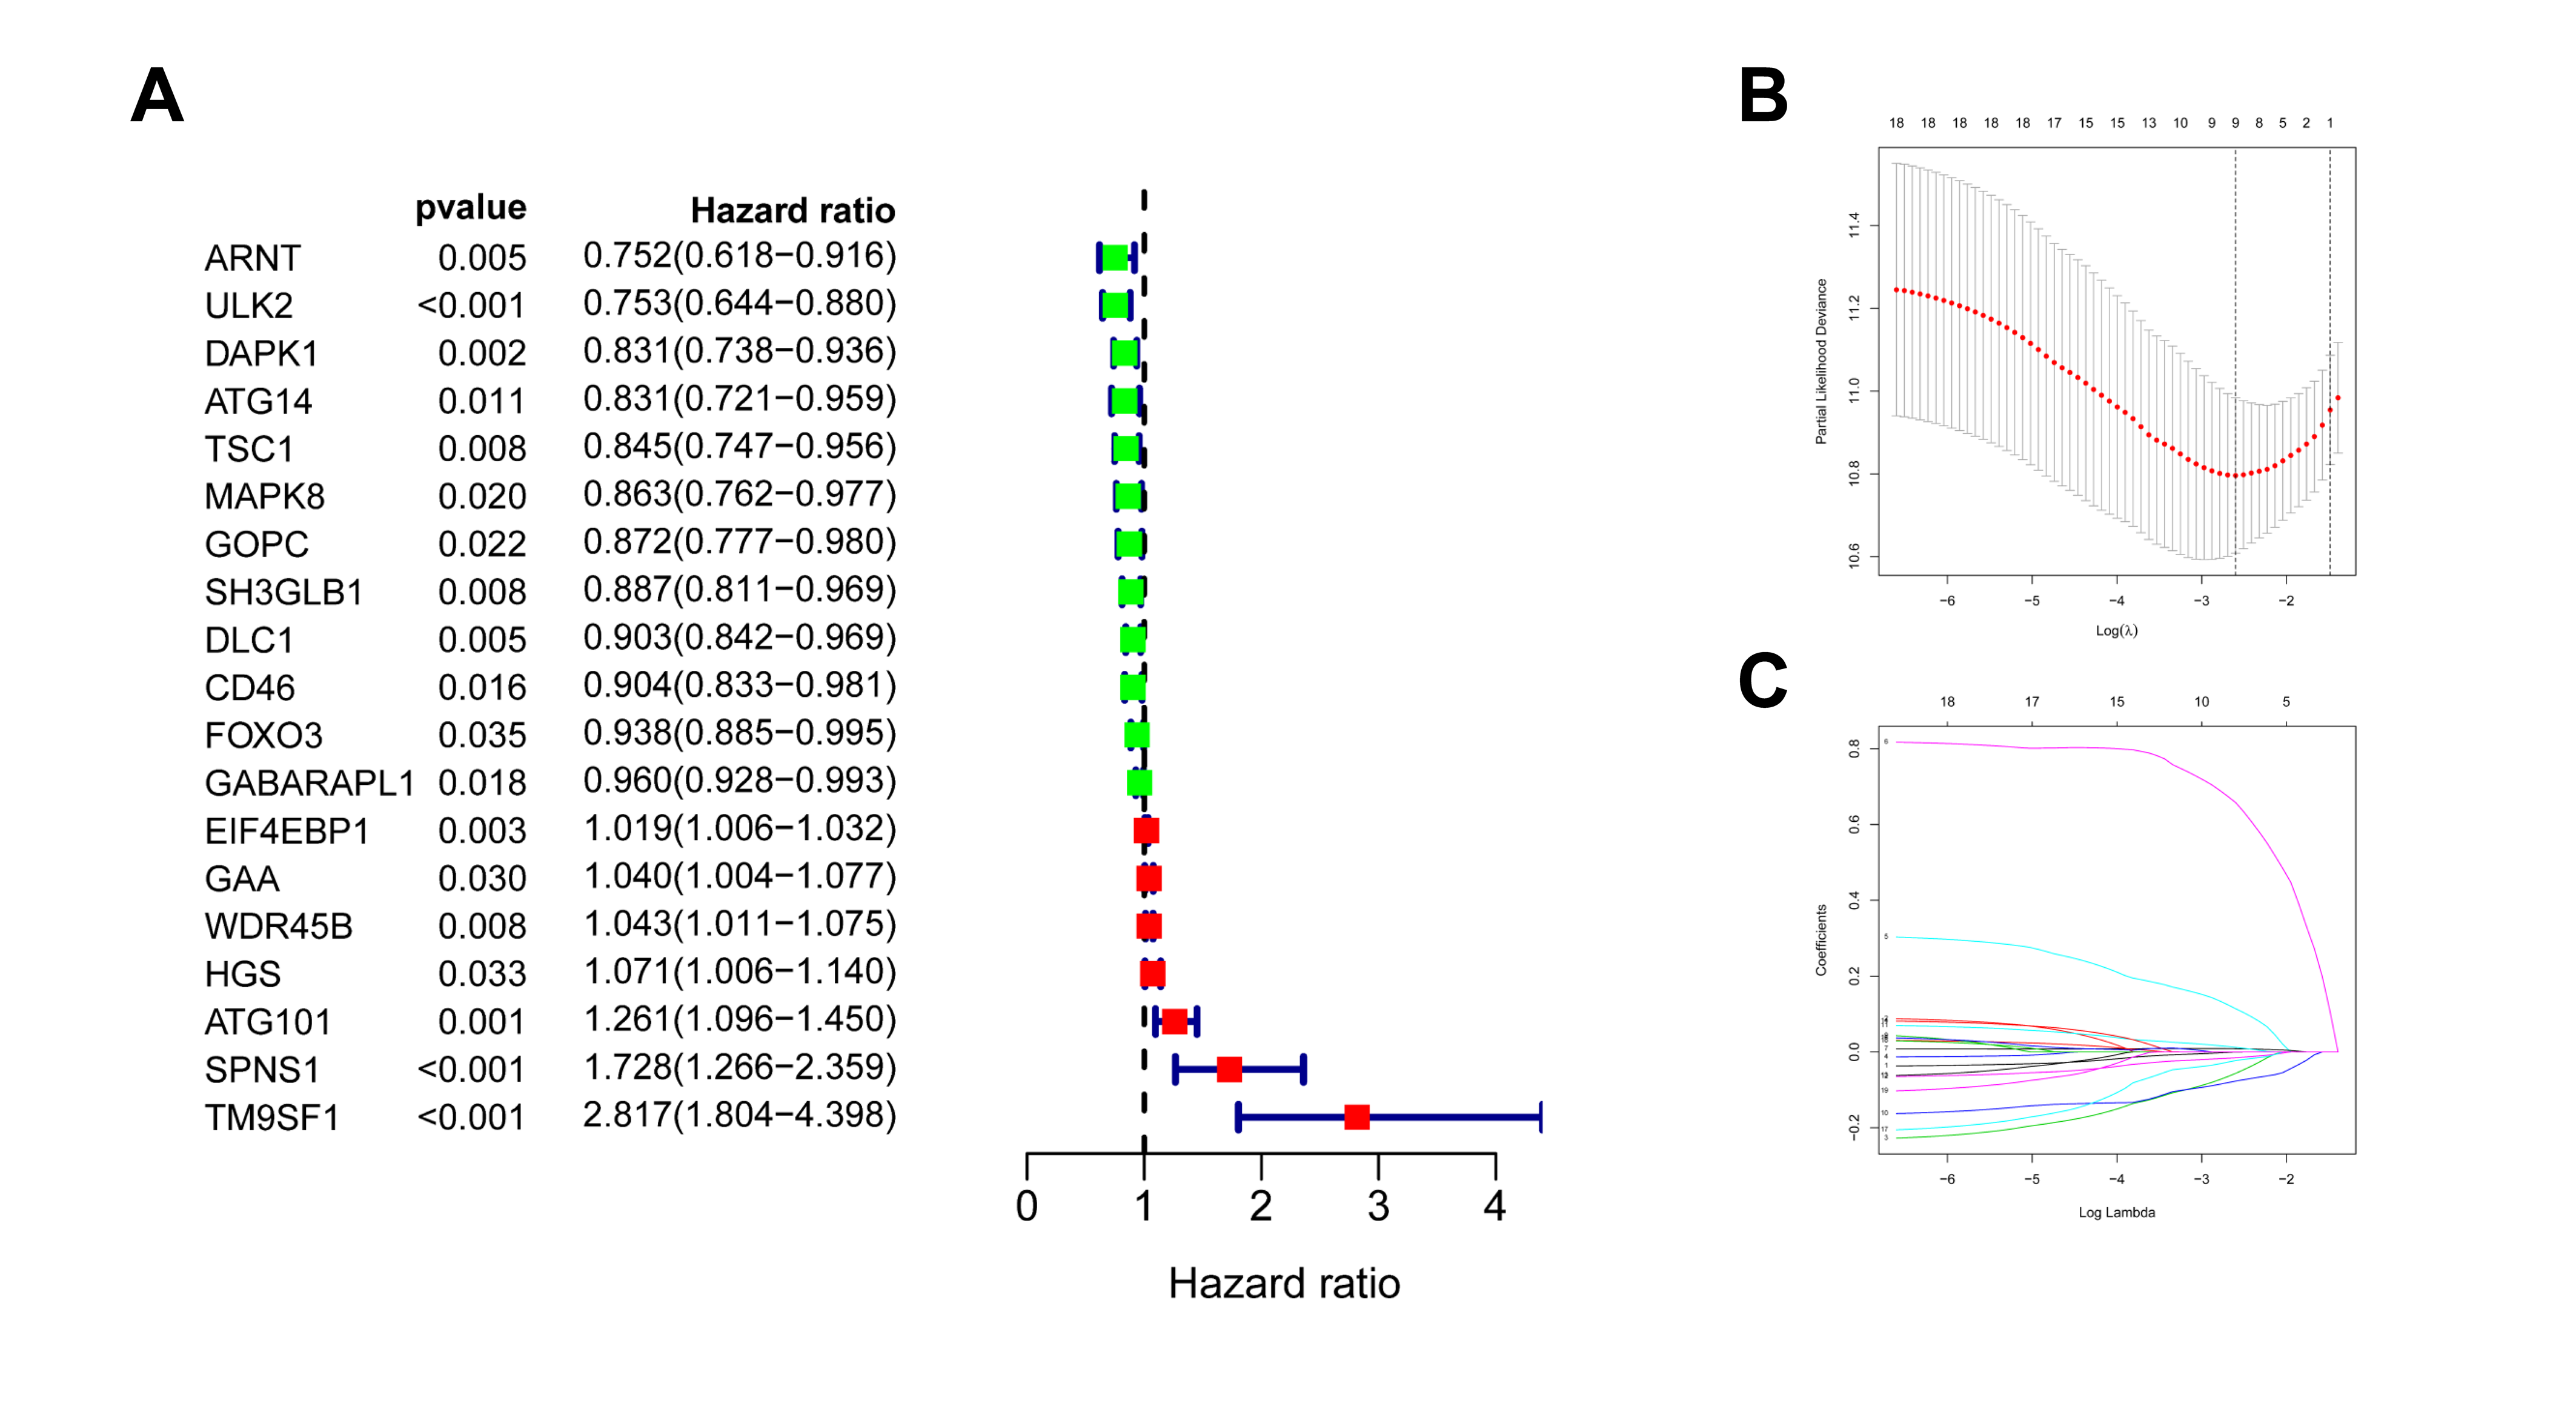 A
pvalue Hazard ratio
ARNT 0.005 0.752(0.618−0.916)
ULK2 <0.001 0.753(0.644−0.880)
DAPK1 0.002 0.831(0.738−0.936)
ATG14 0.011 0.831(0.721−0.959)
TSC1 0.008 0.845(0.747−0.956)
MAPK8 0.020 0.863(0.762−0.977)
GOPC 0.022 0.872(0.777−0.980)
SH3GLB1 0.008 0.887(0.811−0.969)
DLC1 0.005 0.903(0.842−0.969)
CD46 0.016 0.904(0.833−0.981)
FOXO3 0.035 0.938(0.885−0.995)
GABARAPL1 0.018 0.960(0.928−0.993)
EIF4EBP1 0.003 1.019(1.006−1.032)
GAA 0.030 1.040(1.004−1.077)
WDR45B 0.008 1.043(1.011−1.075)
HGS 0.033 1.071(1.006−1.140)
ATG101 0.001 1.261(1.096−1.450)
SPNS1 <0.001 1.728(1.266−2.359)
TM9SF1 <0.001 2.817(1.804−4.398)
0 1 2 3 4
Hazard ratio
B
18 18 18 18 18 17 15 15 13 10 9 9 8 5 2 1
Partial Likelihood Deviance
11.4
11.2
11.0
10.8
10.6
−6 −5 −4 −3 −2
Log(λ)
C
18 17 15 10 5
Coefficients
0.8
0.6
0.4
0.2
0.0
−0.2
6
5
7
4
1
19
10
17
3
−6 −5 −4 −3 −2
Log Lambda